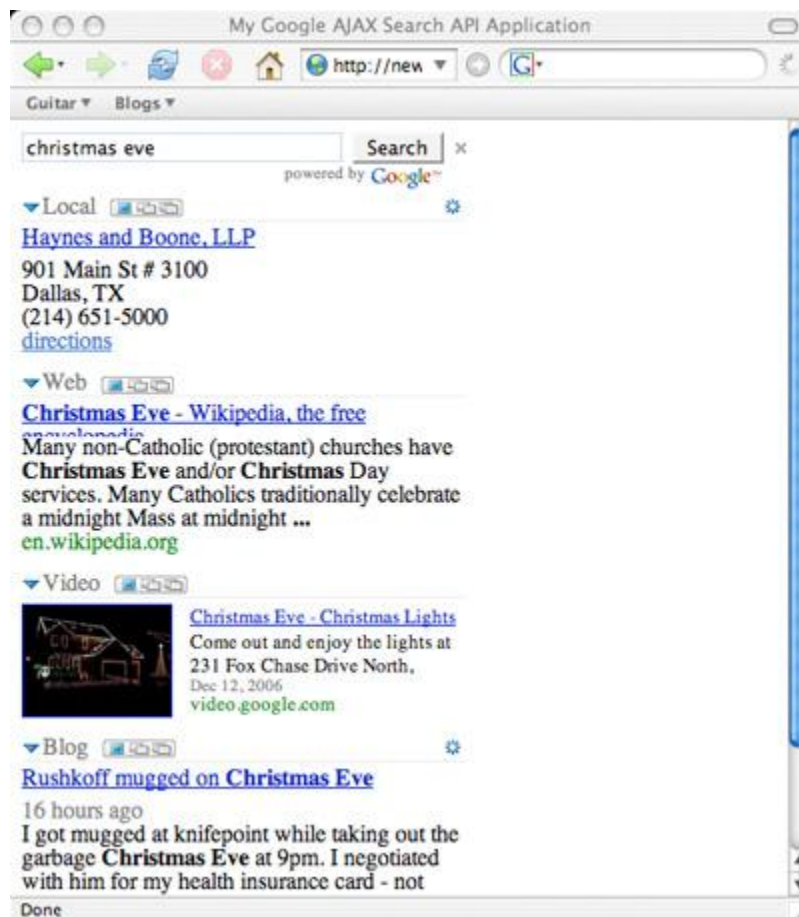 My Google AJAX Search API Application
http://new
G
Guitar Blogs
christmas eve Search ×
powered by Google™
Local
Haynes and Boone, LLP
901 Main St # 3100
Dallas, TX
(214) 651-5000
directions
Web
Christmas Eve - Wikipedia, the free
encyclopedia
Many non-Catholic (protestant) churches have
Christmas Eve and/or Christmas Day
services. Many Catholics traditionally celebrate
a midnight Mass at midnight ...
en.wikipedia.org
Video
Christmas Eve - Christmas Lights
Come out and enjoy the lights at
231 Fox Chase Drive North,
Dec 12, 2006
video.google.com
Blog
Rushkoff mugged on Christmas Eve
16 hours ago
I got mugged at knifepoint while taking out the
garbage Christmas Eve at 9pm. I negotiated
with him for my health insurance card - not
Done